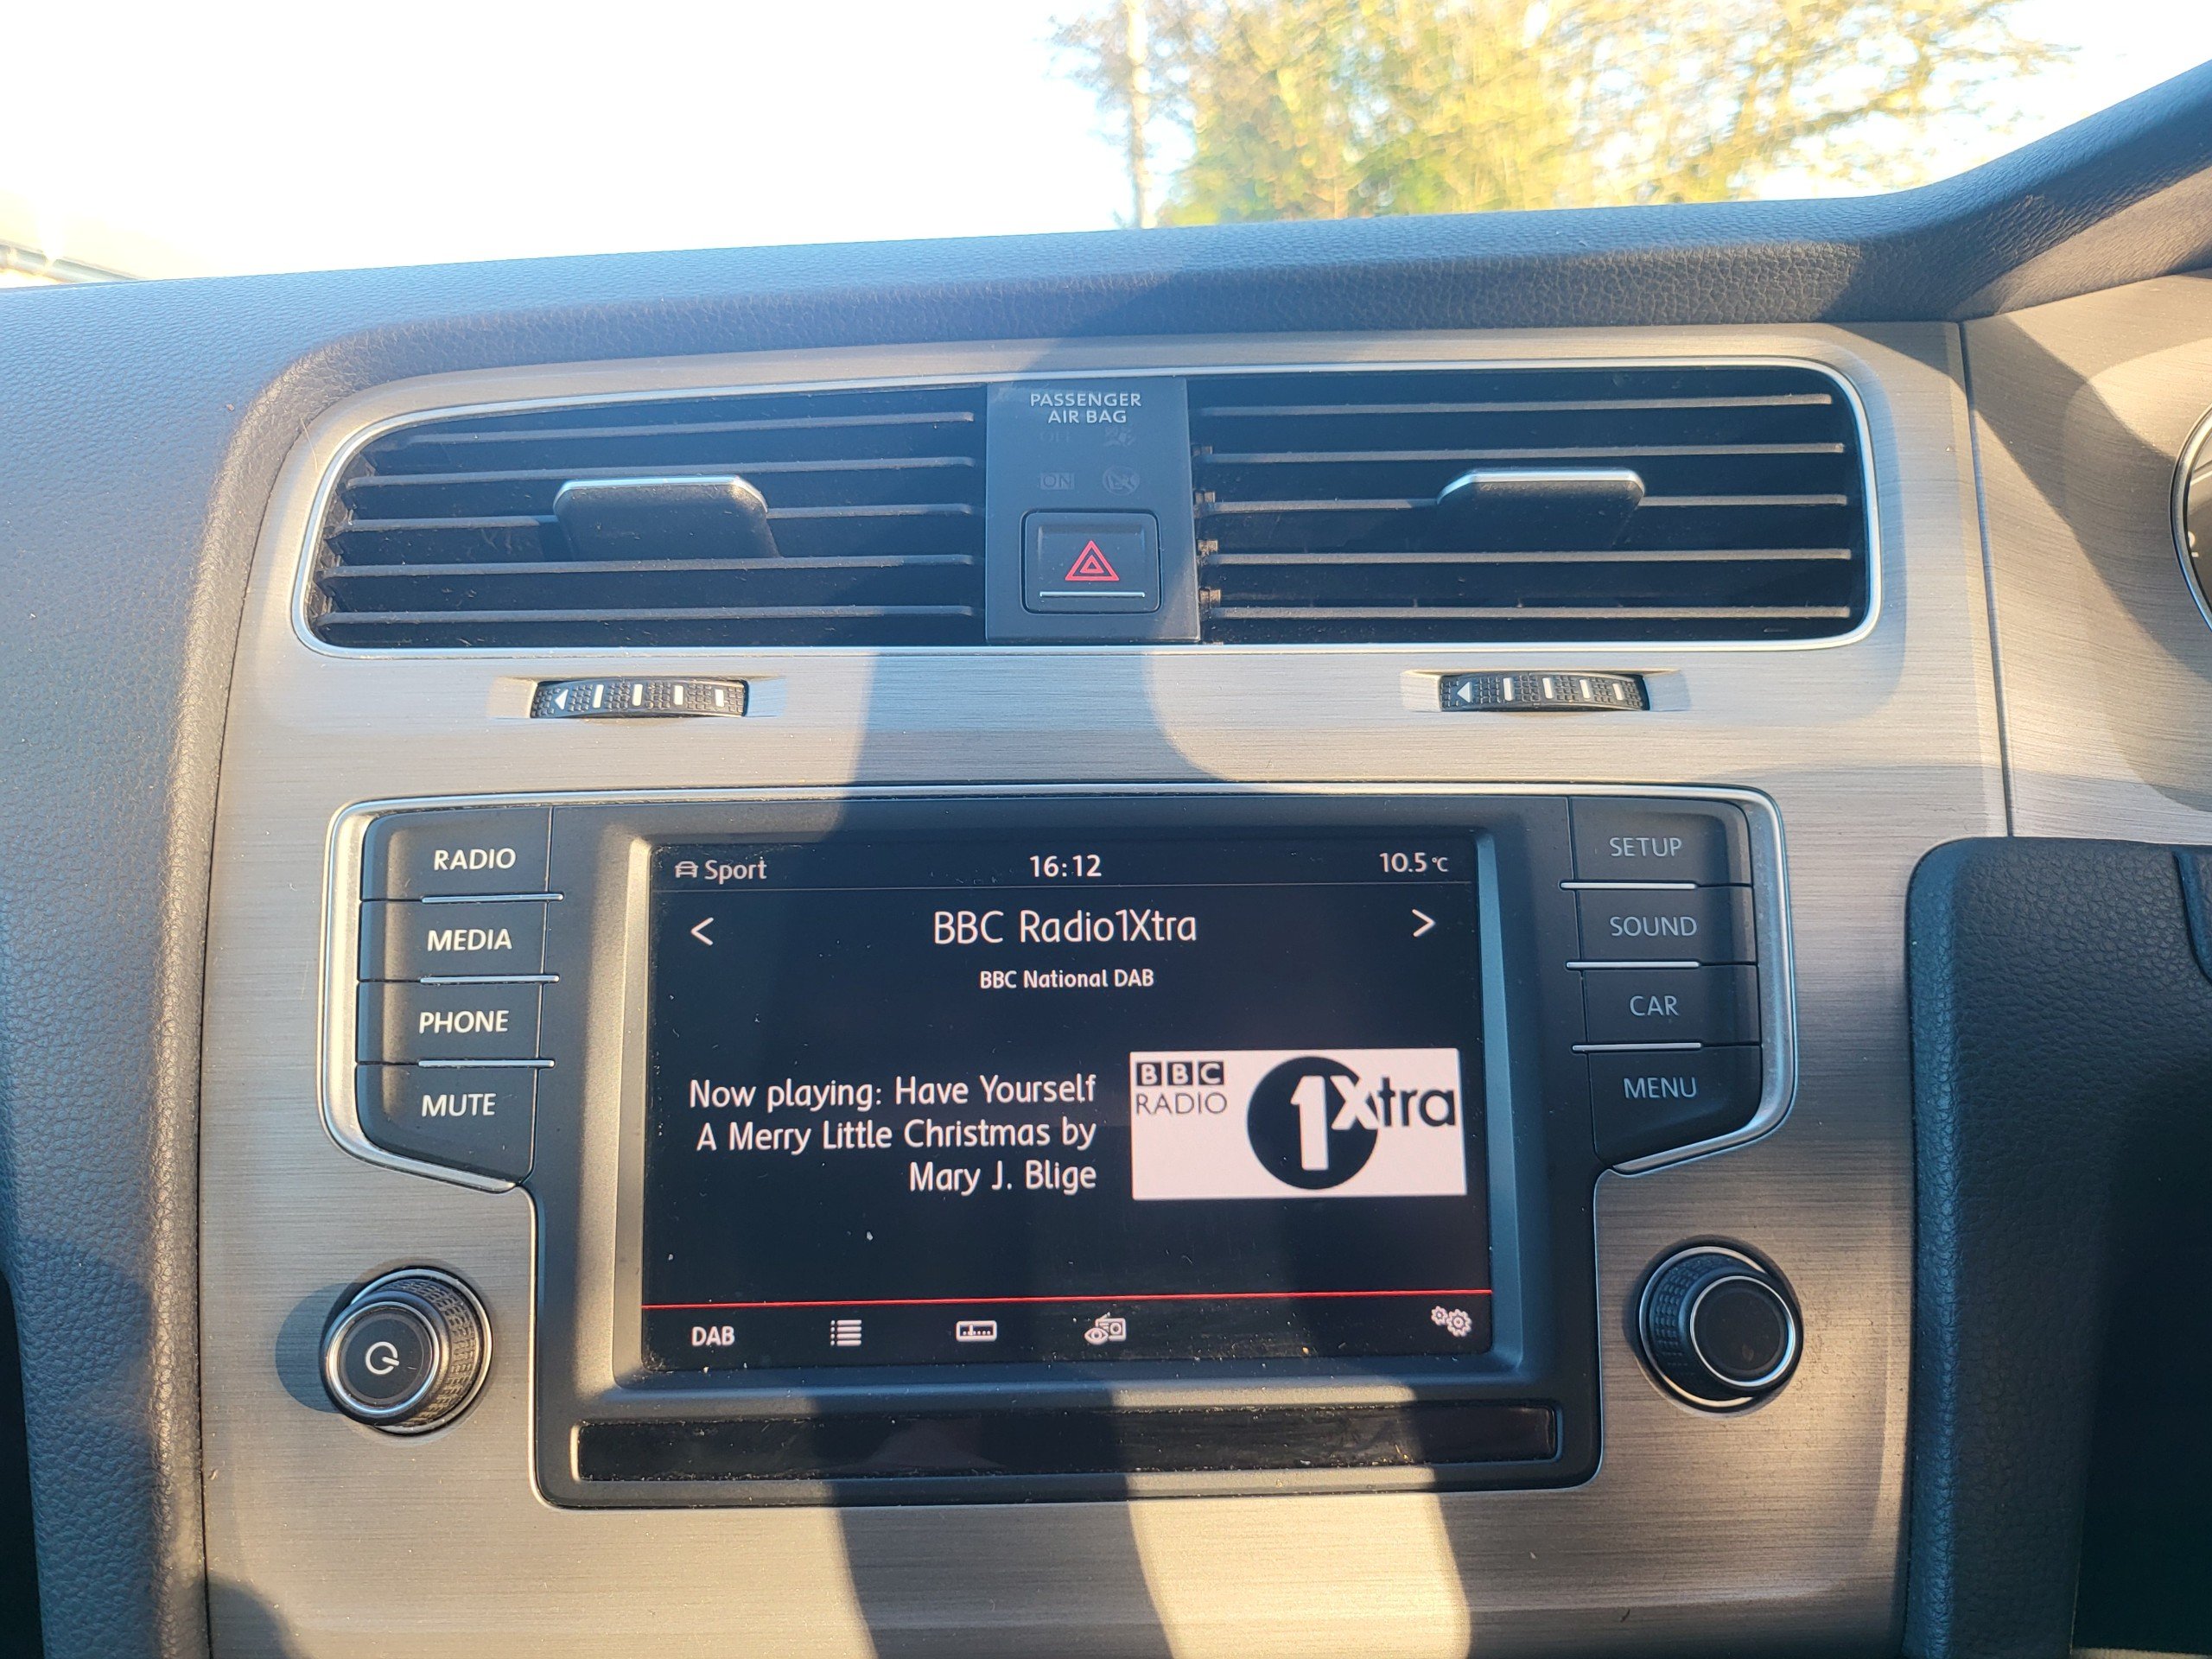 PASSENGER
AIR BAG
OFF
ON
RADIO
MEDIA
PHONE
MUTE
Sport
16:12
10.5 °C
< BBC Radio1Xtra >
BBC National DAB
Now playing: Have Yourself
A Merry Little Christmas by
Mary J. Blige
BBC
RADIO
1Xtra
DAB
SETUP
SOUND
CAR
MENU